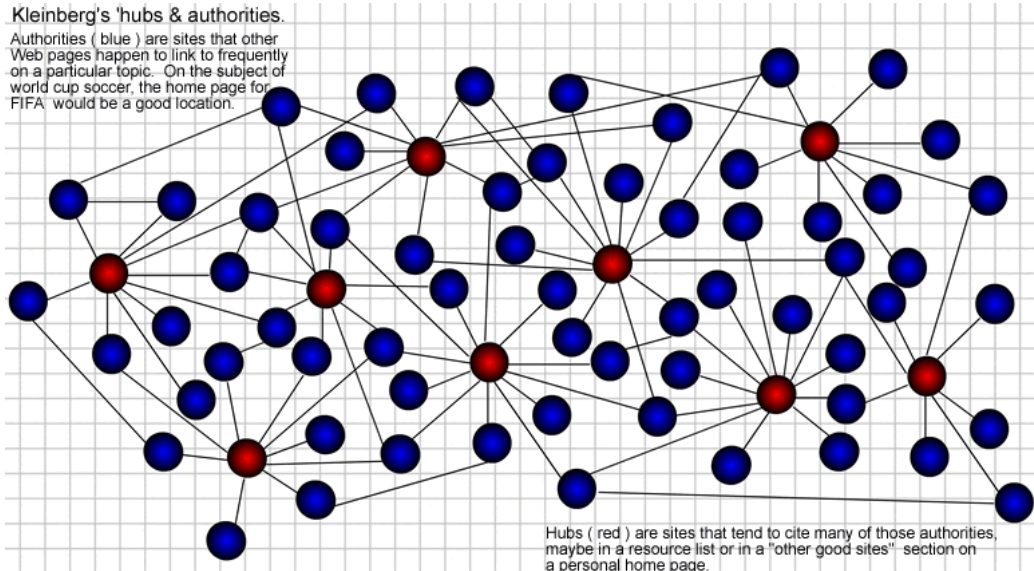 Kleinberg's 'hubs & authorities.
Authorities ( blue ) are sites that other
Web pages happen to link to frequently
on a particular topic. On the subject of
world cup soccer, the home page for
FIFA would be a good location.
Hubs ( red ) are sites that tend to cite many of those authorities,
maybe in a resource list or in a "other good sites" section on
a personal home page.